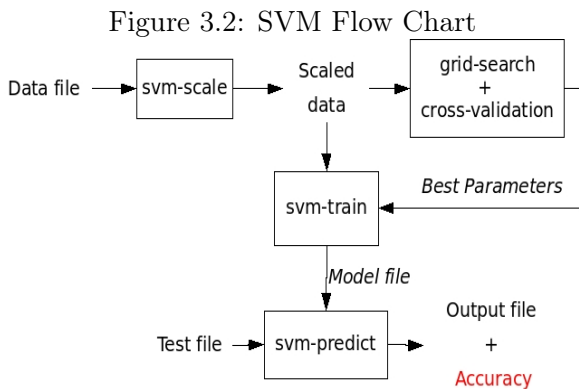 Figure 3.2: SVM Flow Chart
Data file
svm-scale
Scaled
data
grid-search
+
cross-validation
svm-train
Best Parameters
Model file
Test file
svm-predict
Output file
+
Accuracy